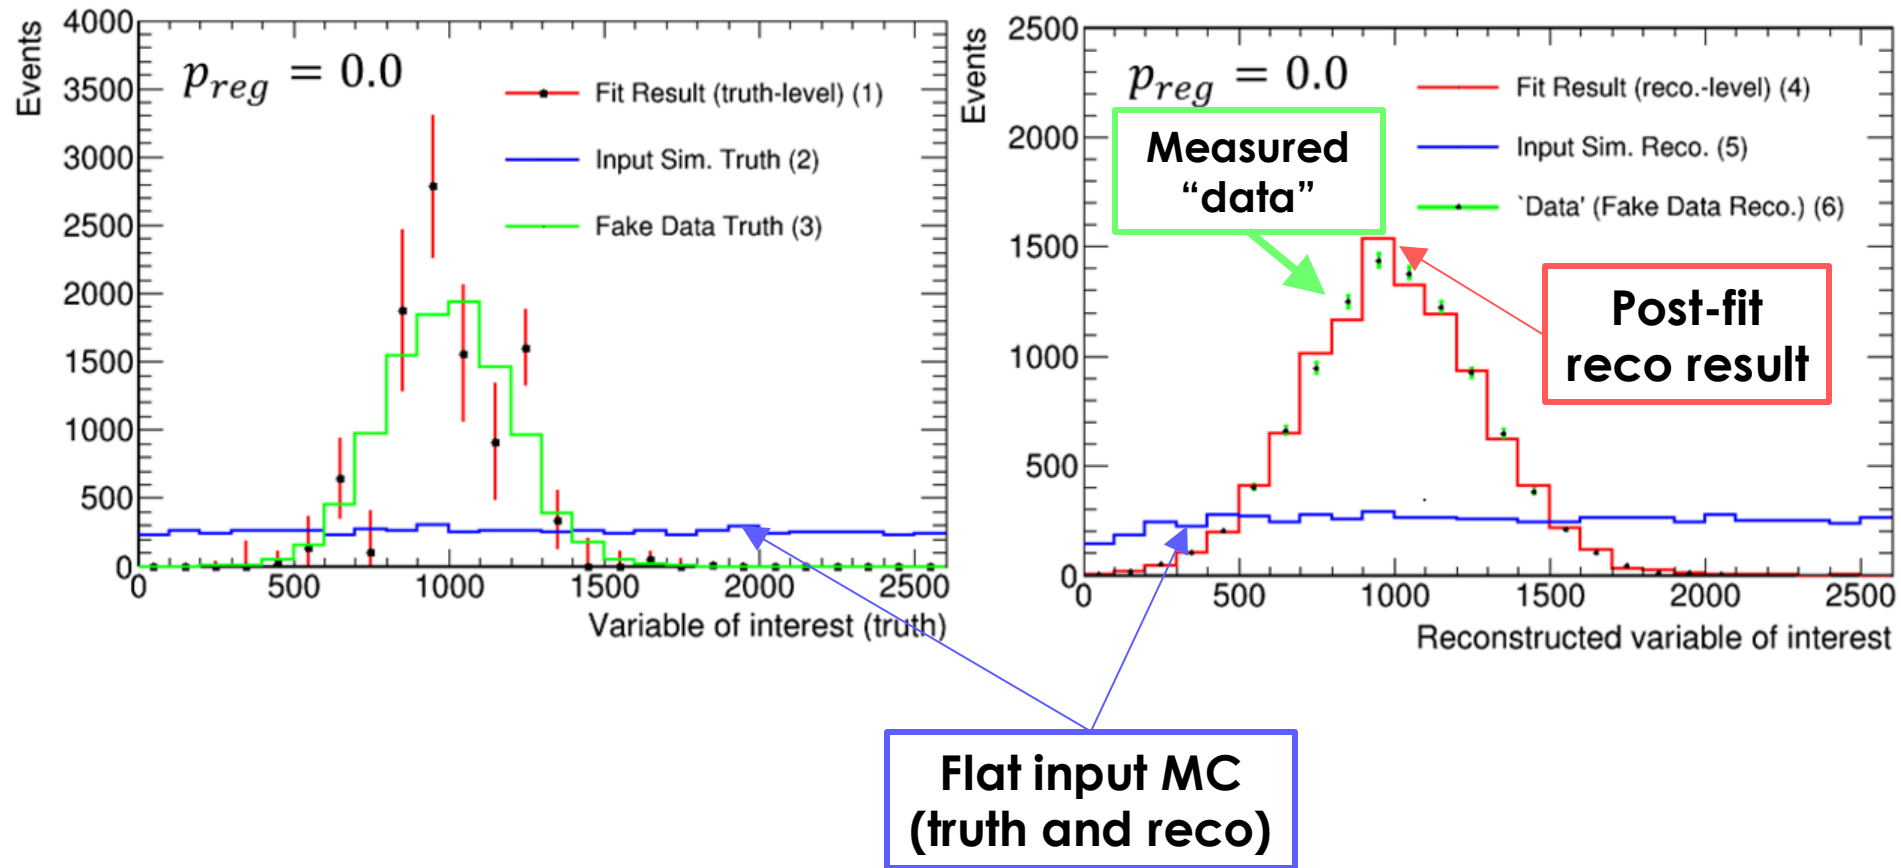 Events
4000
3500
3000
2500
2000
1500
1000
500
0
p_reg = 0.0
Fit Result (truth-level) (1)
Input Sim. Truth (2)
Fake Data Truth (3)
0 500 1000 1500 2000 2500
Variable of interest (truth)
Events
2500
2000
1500
1000
500
0
p_reg = 0.0
Fit Result (reco.-level) (4)
Input Sim. Reco. (5)
`Data' (Fake Data Reco.) (6)
Measured
“data”
Post-fit
reco result
0 500 1000 1500 2000 2500
Reconstructed variable of interest
Flat input MC
(truth and reco)